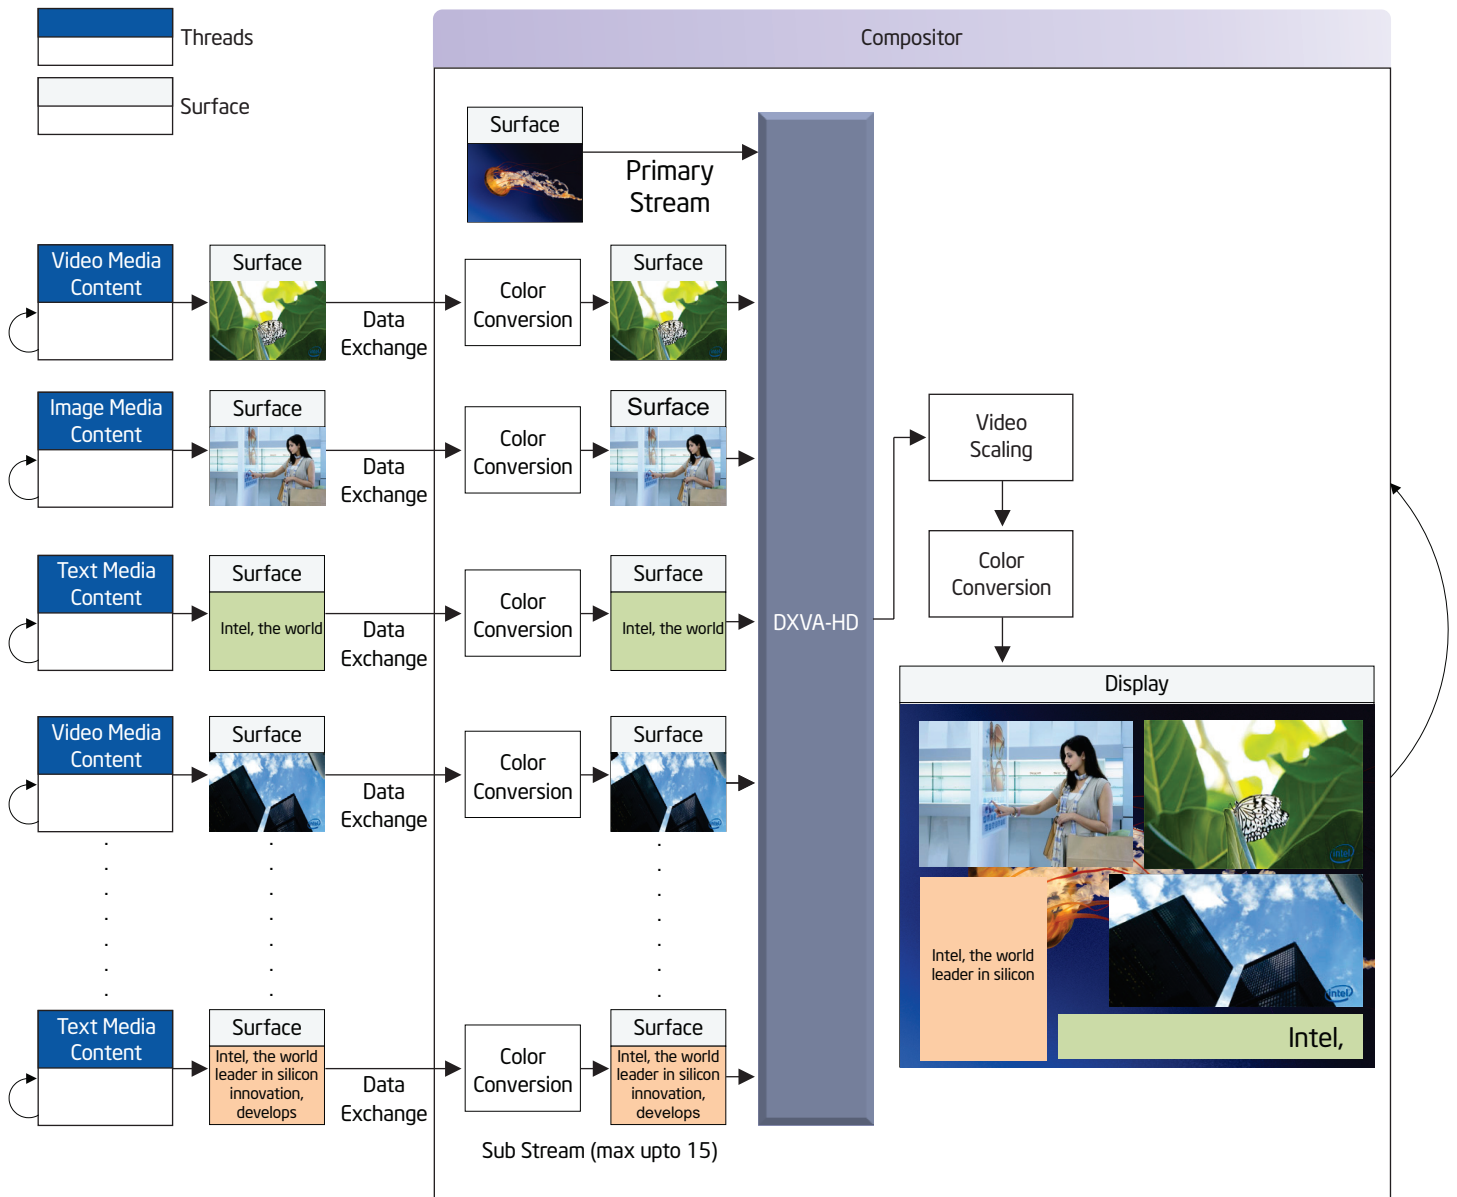 Threads
Surface
Compositor
Surface
Primary
Stream
Video Media
Content
Surface
Data
Exchange
Color
Conversion
Surface
Image Media
Content
Surface
Data
Exchange
Color
Conversion
Surface
Text Media
Content
Surface
Intel, the world
Data
Exchange
Color
Conversion
Surface
Intel, the world
Video Media
Content
Surface
Data
Exchange
Color
Conversion
Surface
Text Media
Content
Surface
Intel, the world
leader in silicon
innovation,
develops
Data
Exchange
Color
Conversion
Surface
Intel, the world
leader in silicon
innovation,
develops
Sub Stream (max upto 15)
DXVA-HD
Video
Scaling
Color
Conversion
Display
intel
Intel, the world
leader in silicon
intel
Intel,